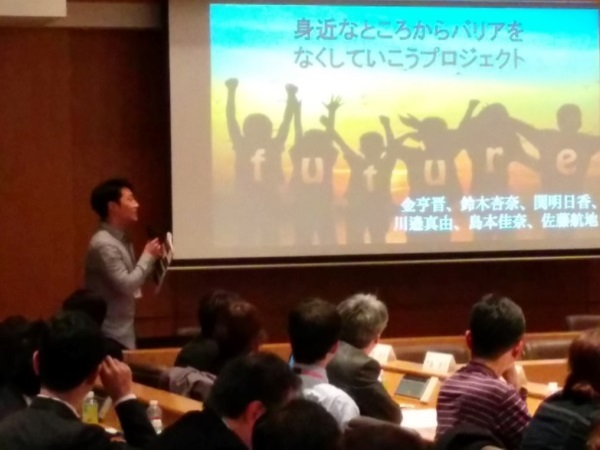 身近なところからバリアを
なくしていこうプロジェクト
future
金亨晋、鈴木杏奈、関明日香、
川邉真由、島本佳奈、佐藤航地